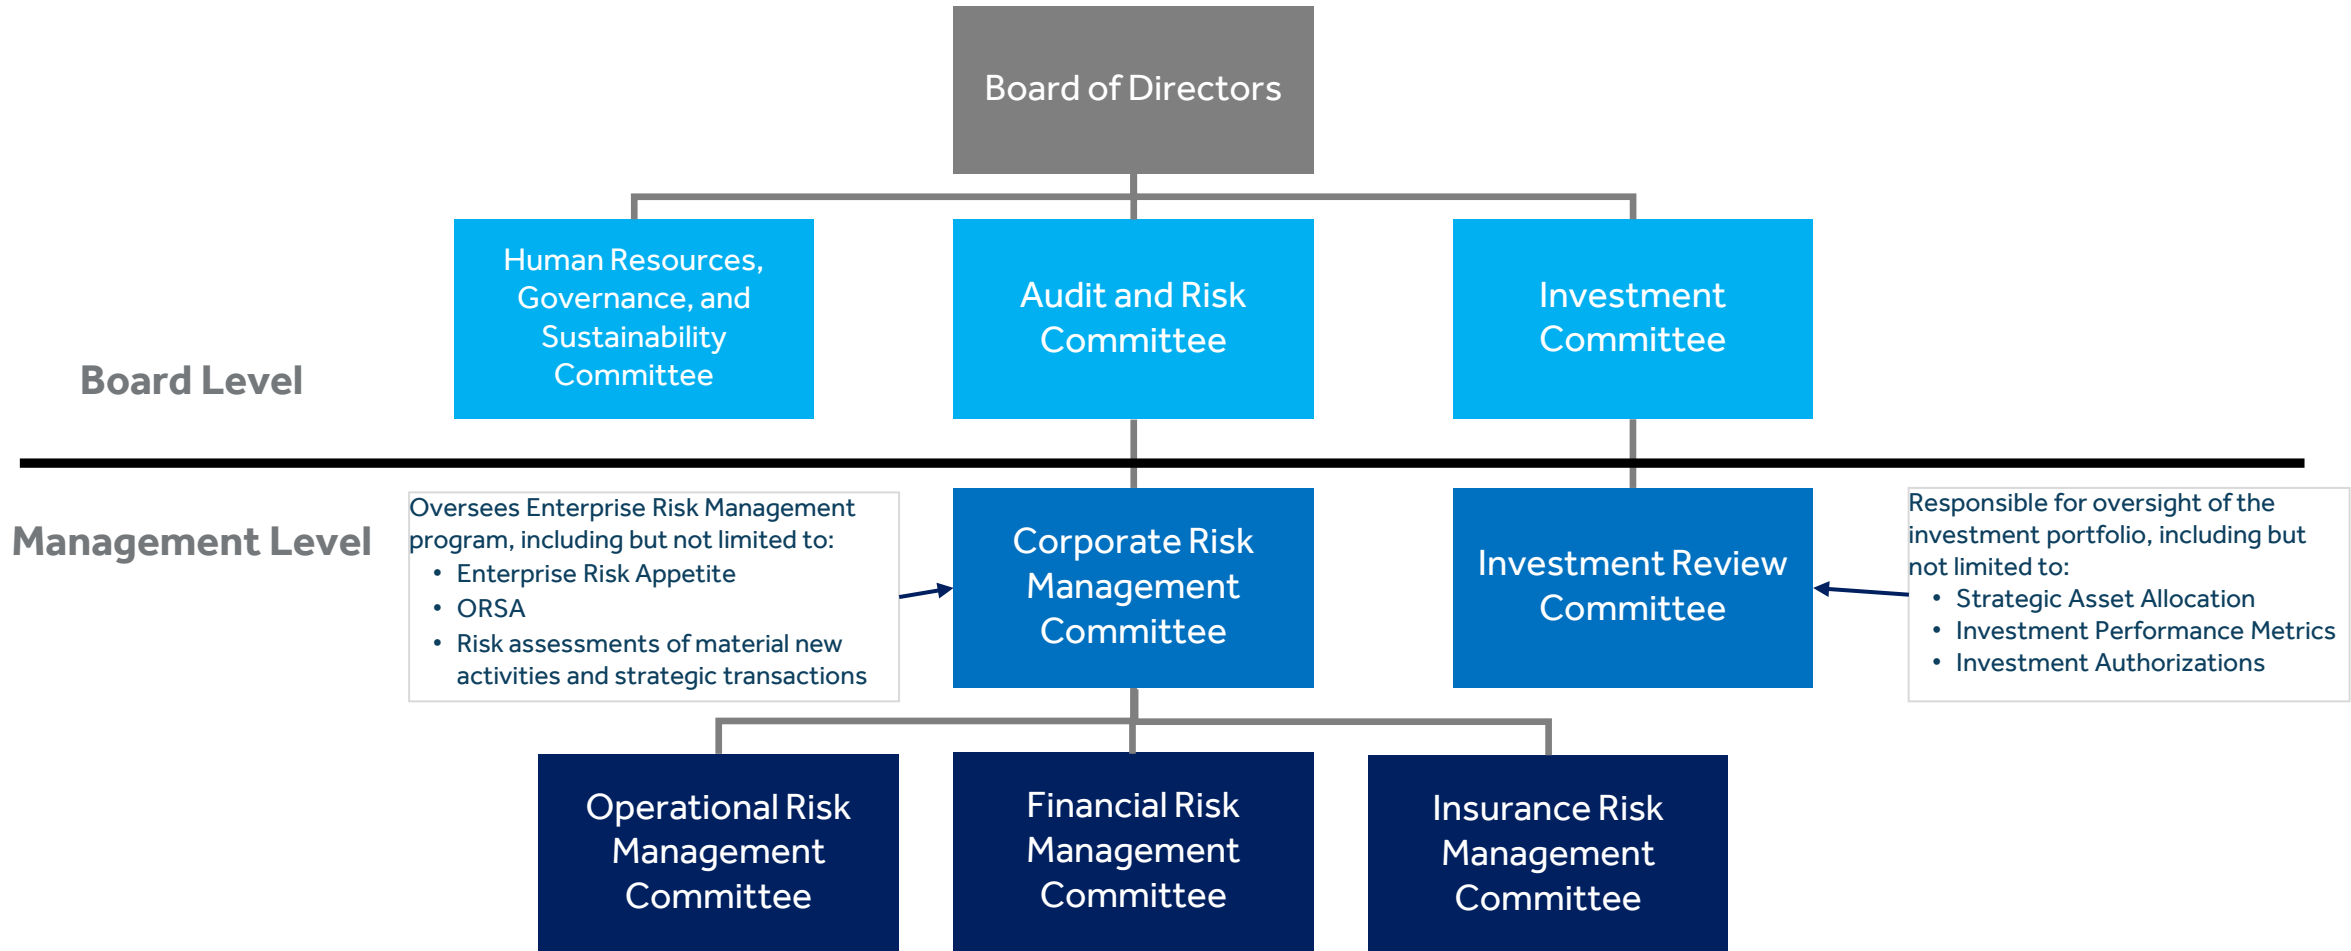 Board of Directors
Human Resources,
Governance, and
Sustainability
Committee
Audit and Risk
Committee
Investment
Committee
Board Level
Management Level
Oversees Enterprise Risk Management
program, including but not limited to:
• Enterprise Risk Appetite
• ORSA
• Risk assessments of material new
activities and strategic transactions
Corporate Risk
Management
Committee
Investment Review
Committee
Responsible for oversight of the
investment portfolio, including but
not limited to:
• Strategic Asset Allocation
• Investment Performance Metrics
• Investment Authorizations
Operational Risk
Management
Committee
Financial Risk
Management
Committee
Insurance Risk
Management
Committee